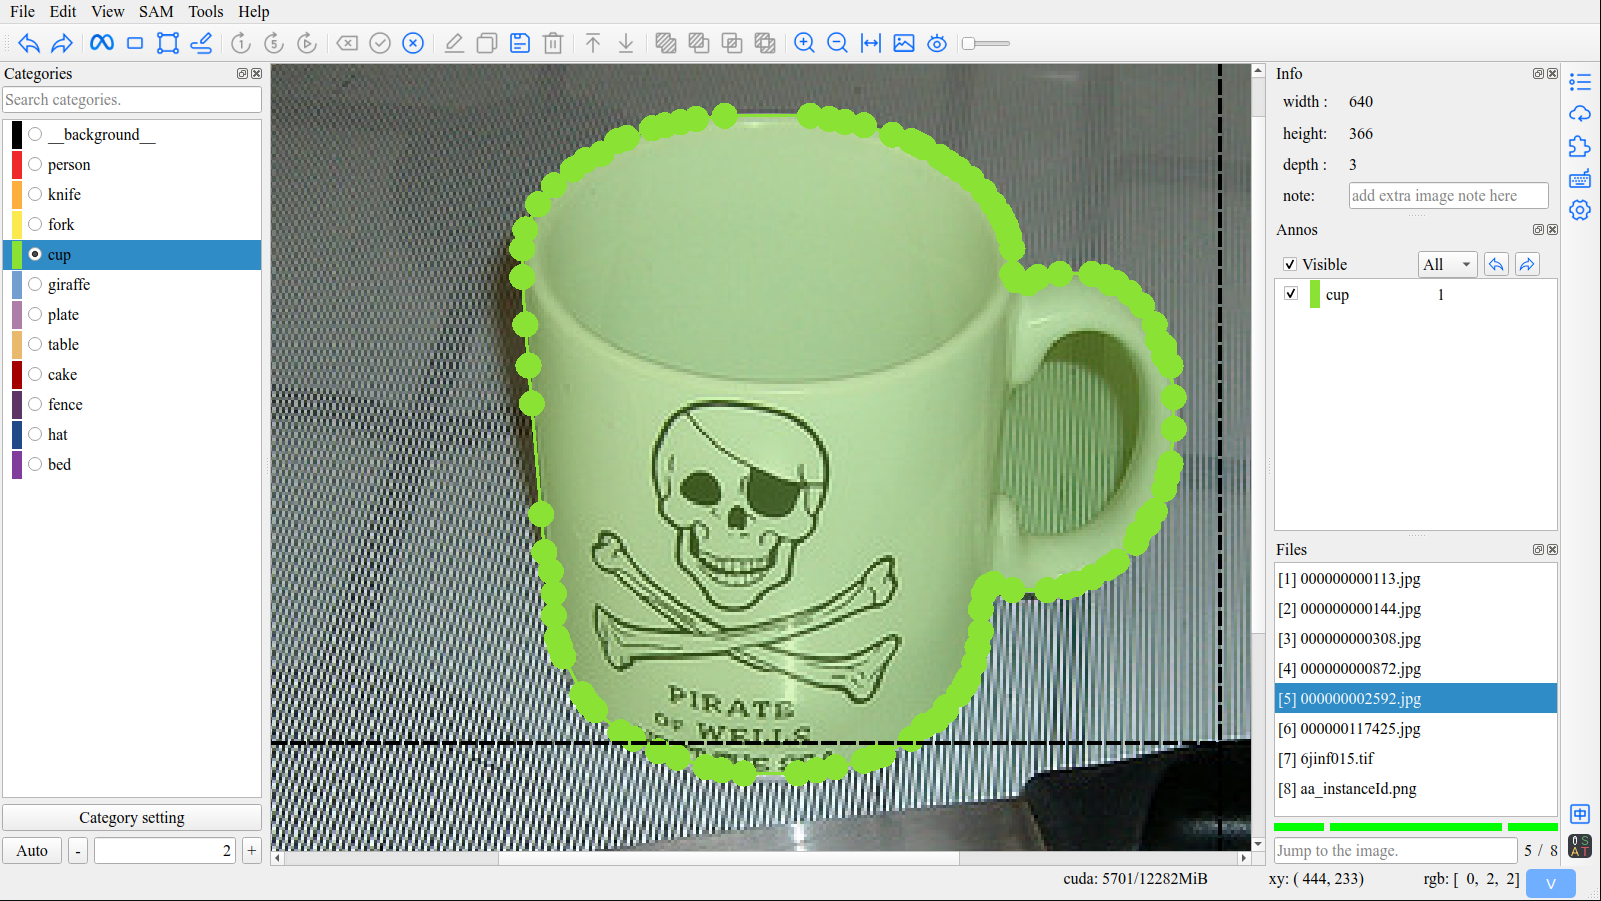 File Edit View SAM Tools Help
1 5
Categories
Search categories.
__background__
person
knife
fork
cup
giraffe
plate
table
cake
fence
hat
bed
Category setting
Auto - 2 +
PIRATE
OF WELLS
Info
width : 640
height: 366
depth : 3
note: add extra image note here
Annos
Visible All
cup 1
Files
[1] 000000000113.jpg
[2] 000000000144.jpg
[3] 000000000308.jpg
[4] 000000000872.jpg
[5] 000000002592.jpg
[6] 000000117425.jpg
[7] 6jinf015.tif
[8] aa_instanceId.png
Jump to the image. 5 / 8
中
0 S
A T
cuda: 5701/12282MiB xy: ( 444, 233) rgb: [ 0, 2, 2] V